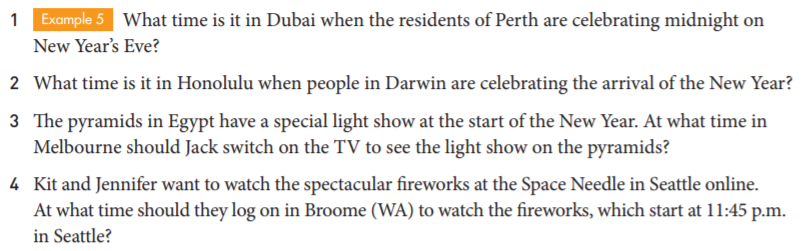 1 Example 5 What time is it in Dubai when the residents of Perth are celebrating midnight on
New Year's Eve?
2 What time is it in Honolulu when people in Darwin are celebrating the arrival of the New Year?
3 The pyramids in Egypt have a special light show at the start of the New Year. At what time in
Melbourne should Jack switch on the TV to see the light show on the pyramids?
4 Kit and Jennifer want to watch the spectacular fireworks at the Space Needle in Seattle online.
At what time should they log on in Broome (WA) to watch the fireworks, which start at 11:45 p.m.
in Seattle?